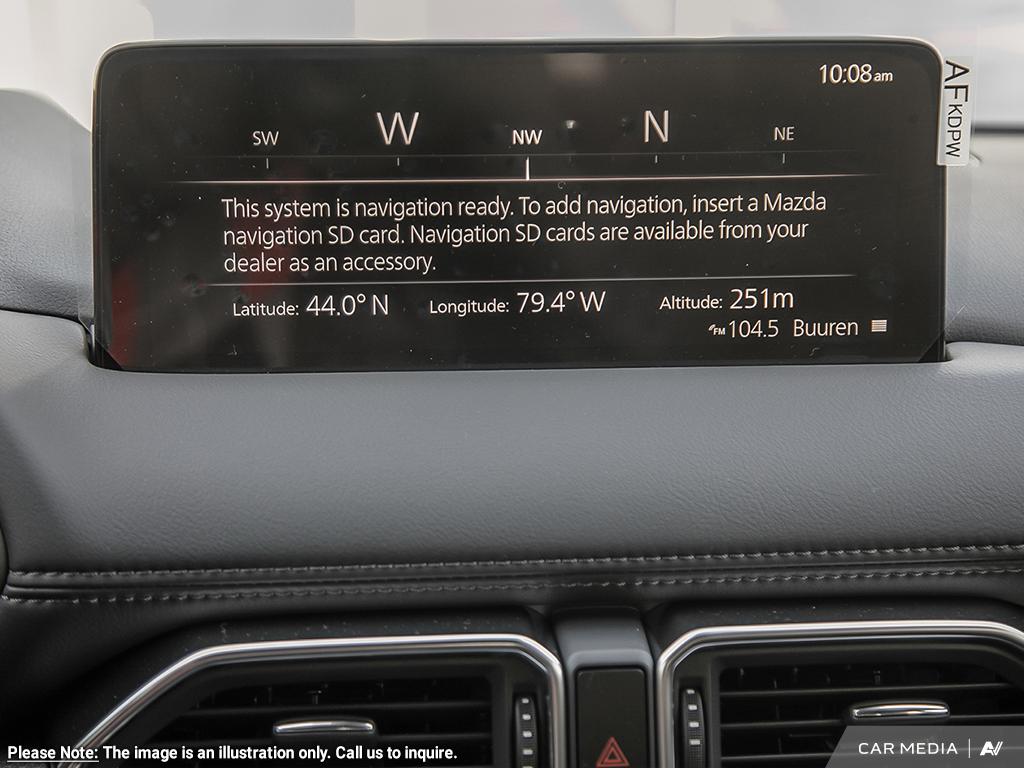 10:08am
AF KDPW
SW W NW N NE
This system is navigation ready. To add navigation, insert a Mazda
navigation SD card. Navigation SD cards are available from your
dealer as an accessory.
Latitude: 44.0° N Longitude: 79.4° W Altitude: 251m
FM 104.5 Buuren
Please Note: The image is an illustration only. Call us to inquire.
CAR MEDIA | AV